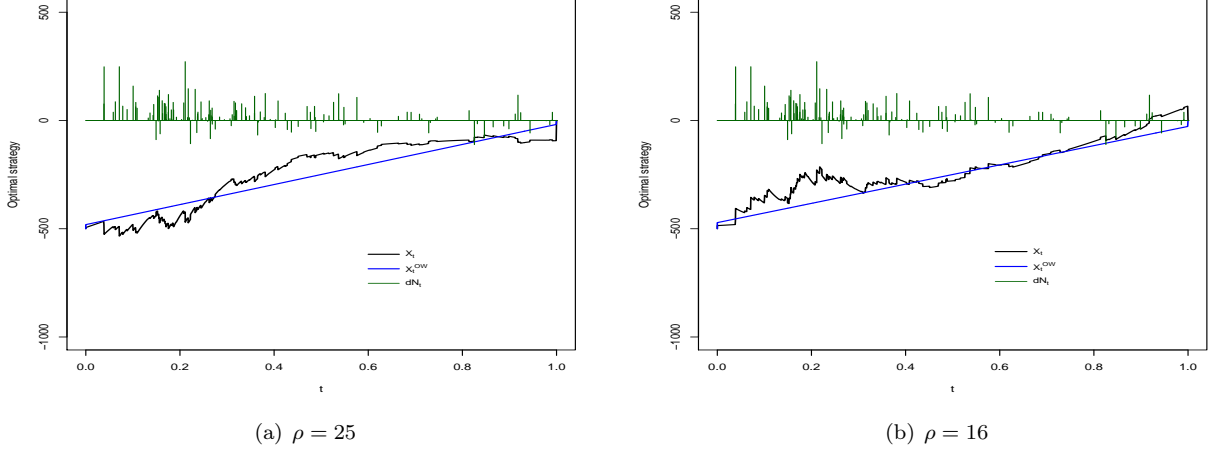 500
0
−500
−1000
Optimal strategy
X_t
X_t^OW
dN_t
0.0 0.2 0.4 0.6 0.8 1.0
t
(a) ρ = 25
500
0
−500
−1000
Optimal strategy
X_t
X_t^OW
dN_t
0.0 0.2 0.4 0.6 0.8 1.0
t
(b) ρ = 16